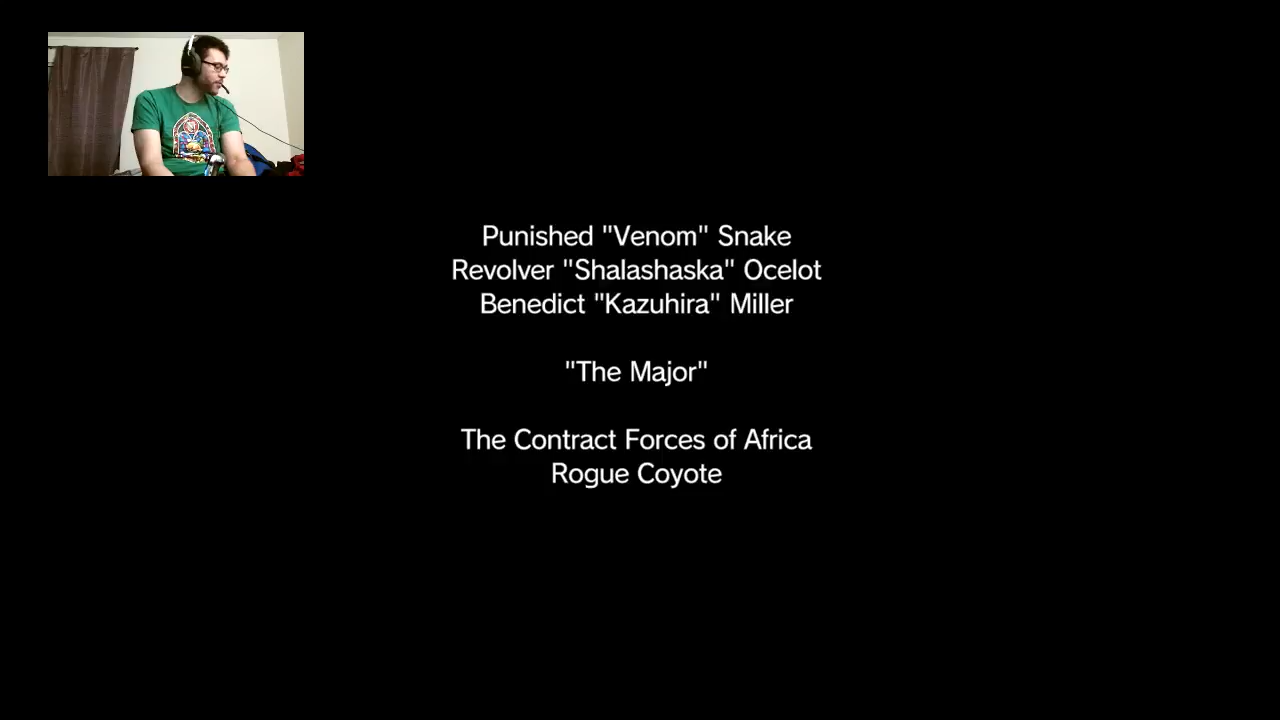 Punished "Venom" Snake
Revolver "Shalashaska" Ocelot
Benedict "Kazuhira" Miller
"The Major"
The Contract Forces of Africa
Rogue Coyote